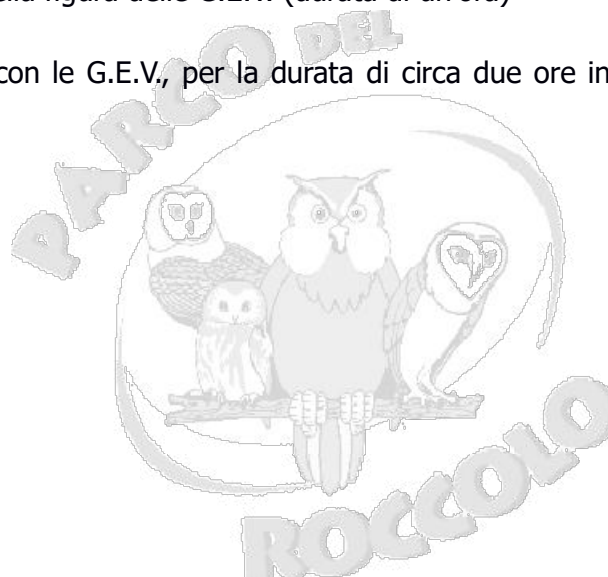 figura delle G.E.V. (durata di un'ora)
con le G.E.V., per la durata di circa due ore in
PARCO DEL
ROCCOLO